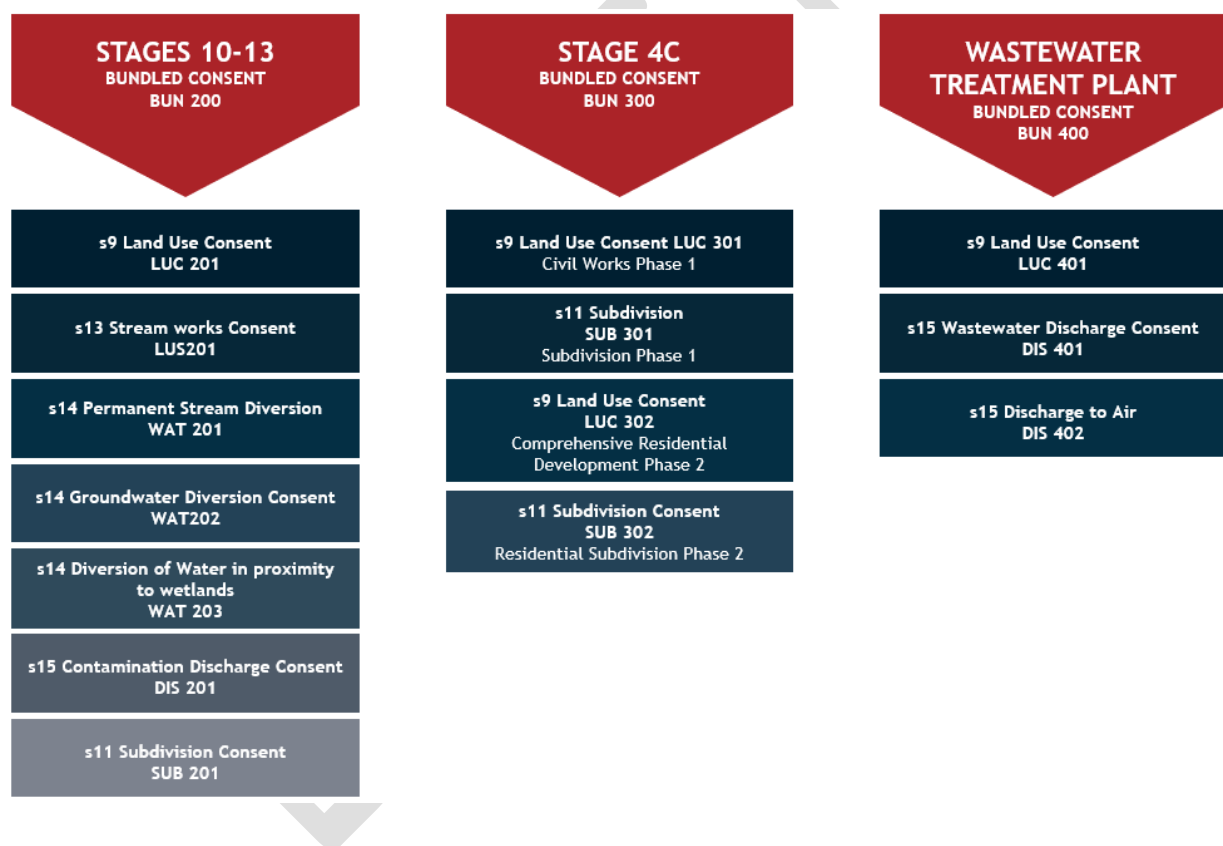 STAGES 10-13
BUNDLED CONSENT
BUN 200
s9 Land Use Consent
LUC 201
s13 Stream works Consent
LUS201
s14 Permanent Stream Diversion
WAT 201
s14 Groundwater Diversion Consent
WAT202
s14 Diversion of Water in proximity
to wetlands
WAT 203
s15 Contamination Discharge Consent
DIS 201
s11 Subdivision Consent
SUB 201
STAGE 4C
BUNDLED CONSENT
BUN 300
s9 Land Use Consent LUC 301
Civil Works Phase 1
s11 Subdivision
SUB 301
Subdivision Phase 1
s9 Land Use Consent
LUC 302
Comprehensive Residential
Development Phase 2
s11 Subdivision Consent
SUB 302
Residential Subdivision Phase 2
WASTEWATER
TREATMENT PLANT
BUNDLED CONSENT
BUN 400
s9 Land Use Consent
LUC 401
s15 Wastewater Discharge Consent
DIS 401
s15 Discharge to Air
DIS 402